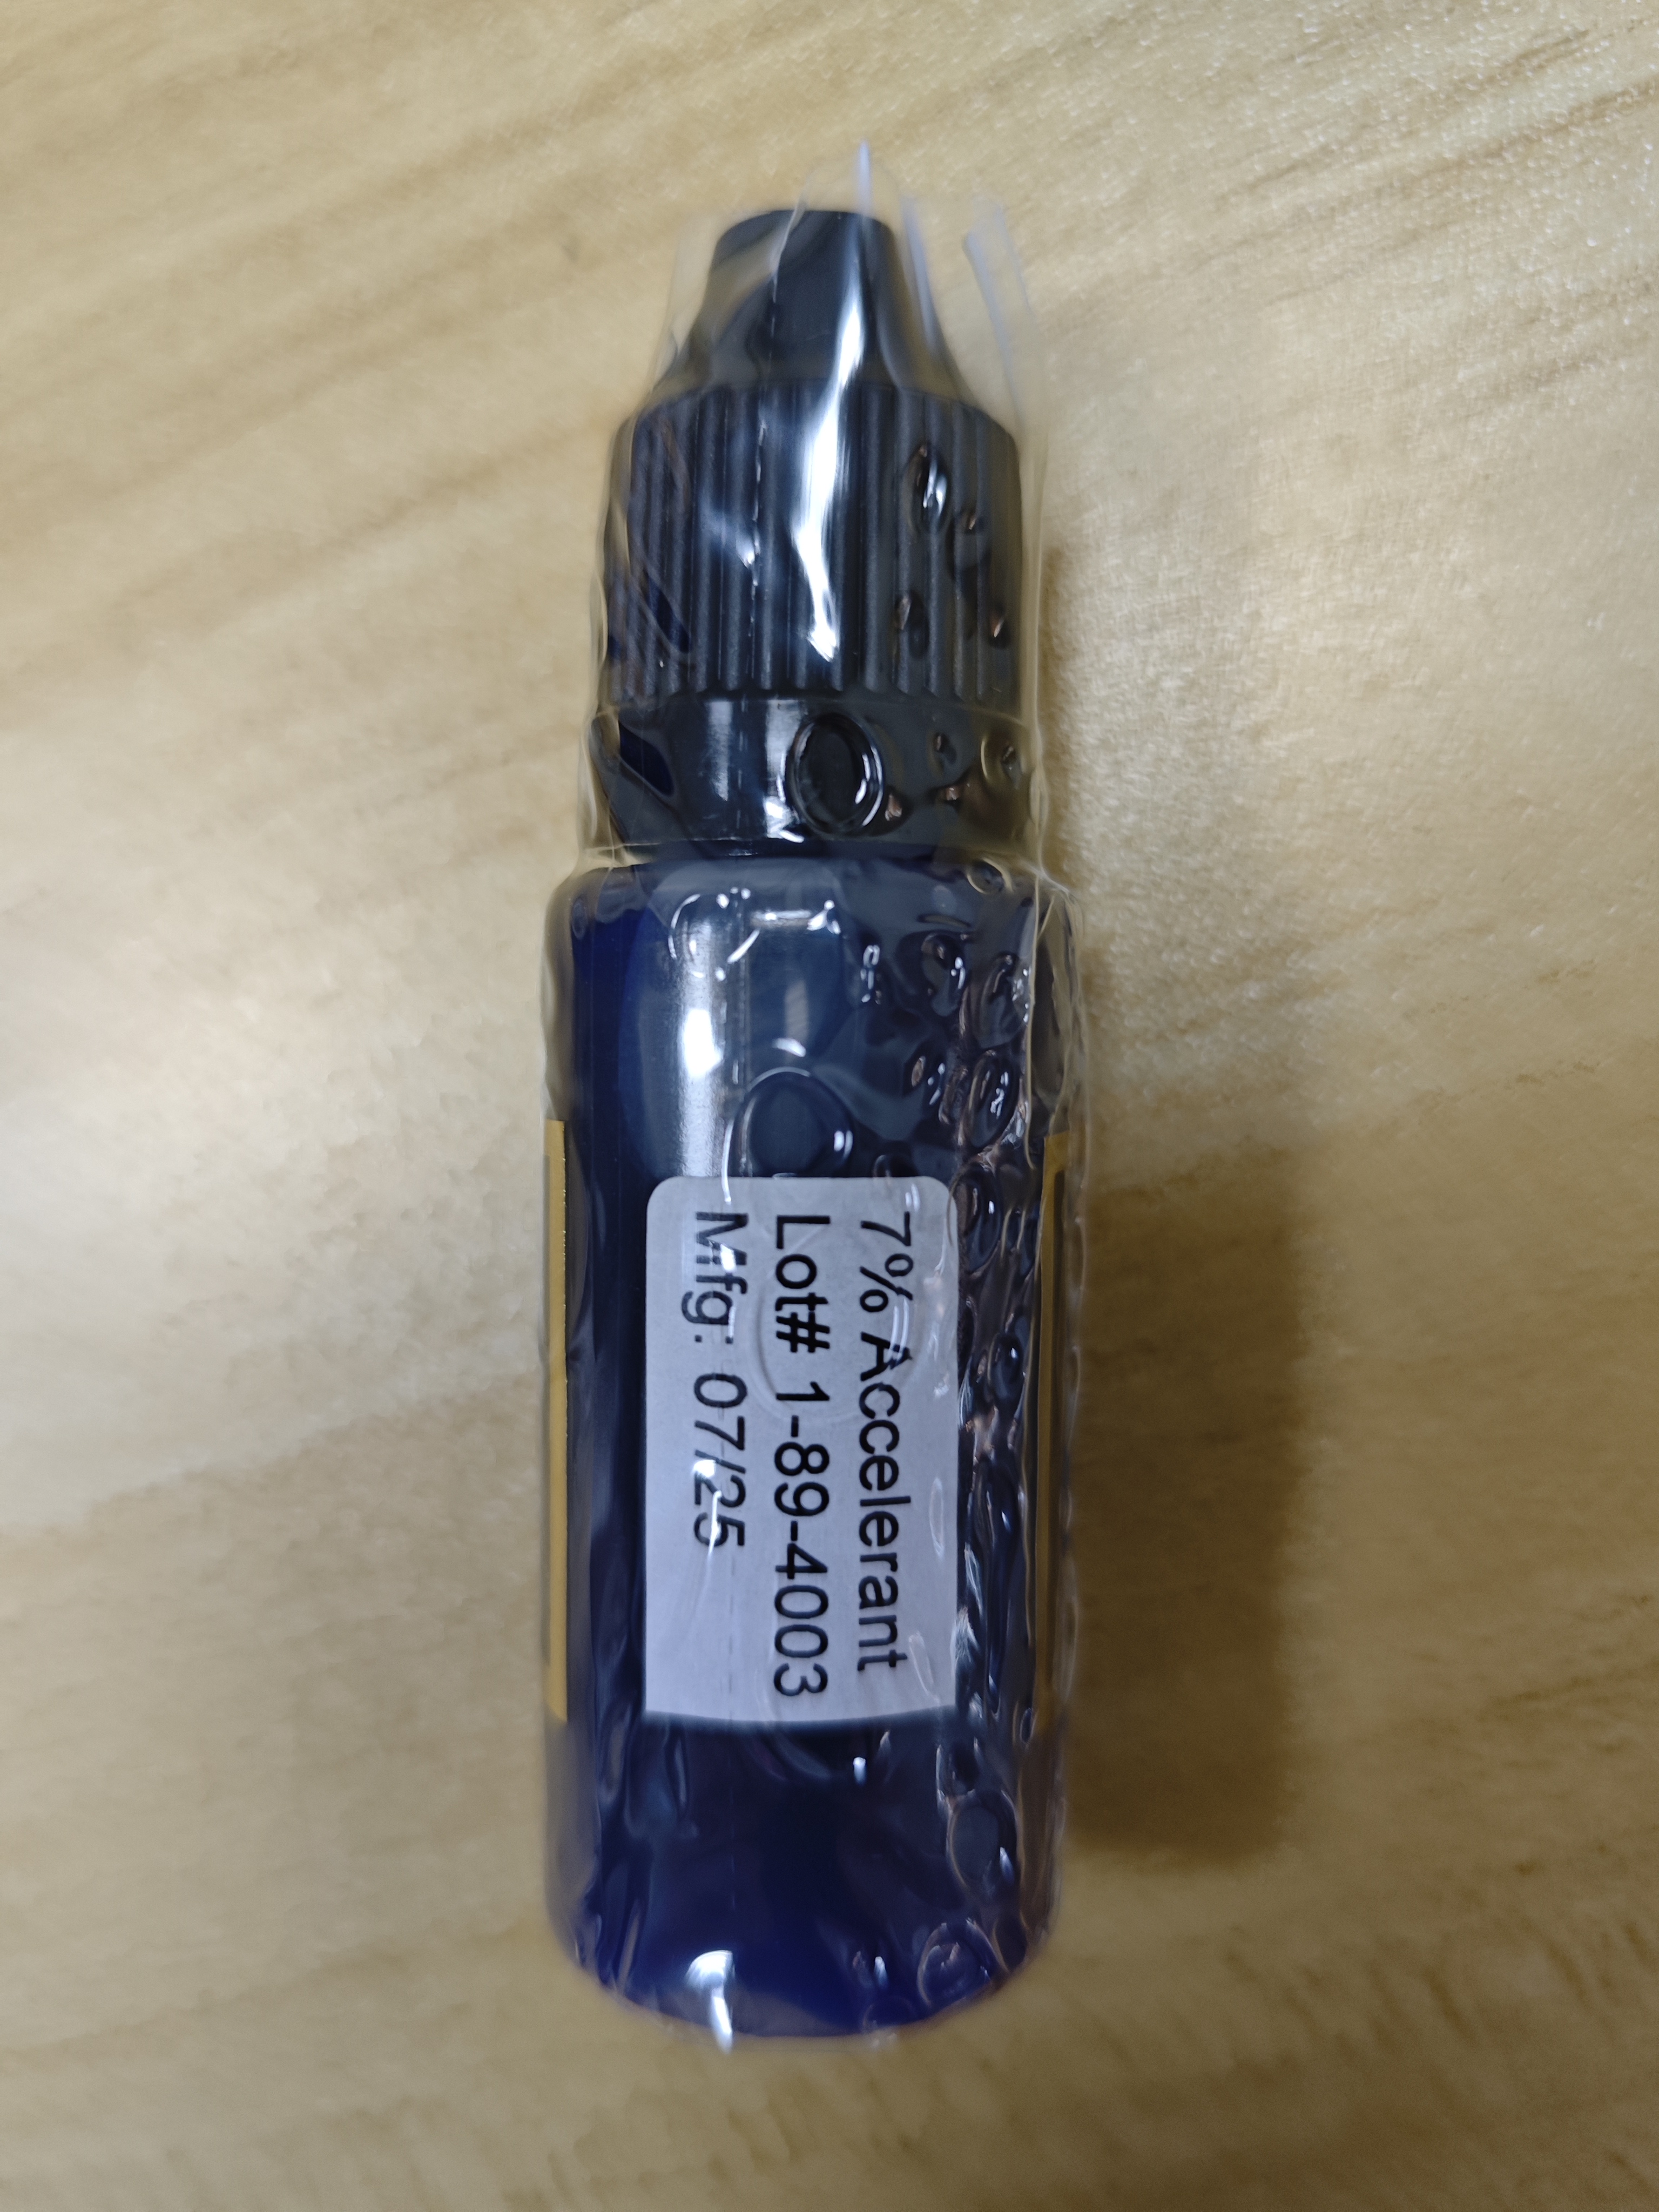 7% Accelerant
Lot# 1-89-4003
Mfg: 07/25